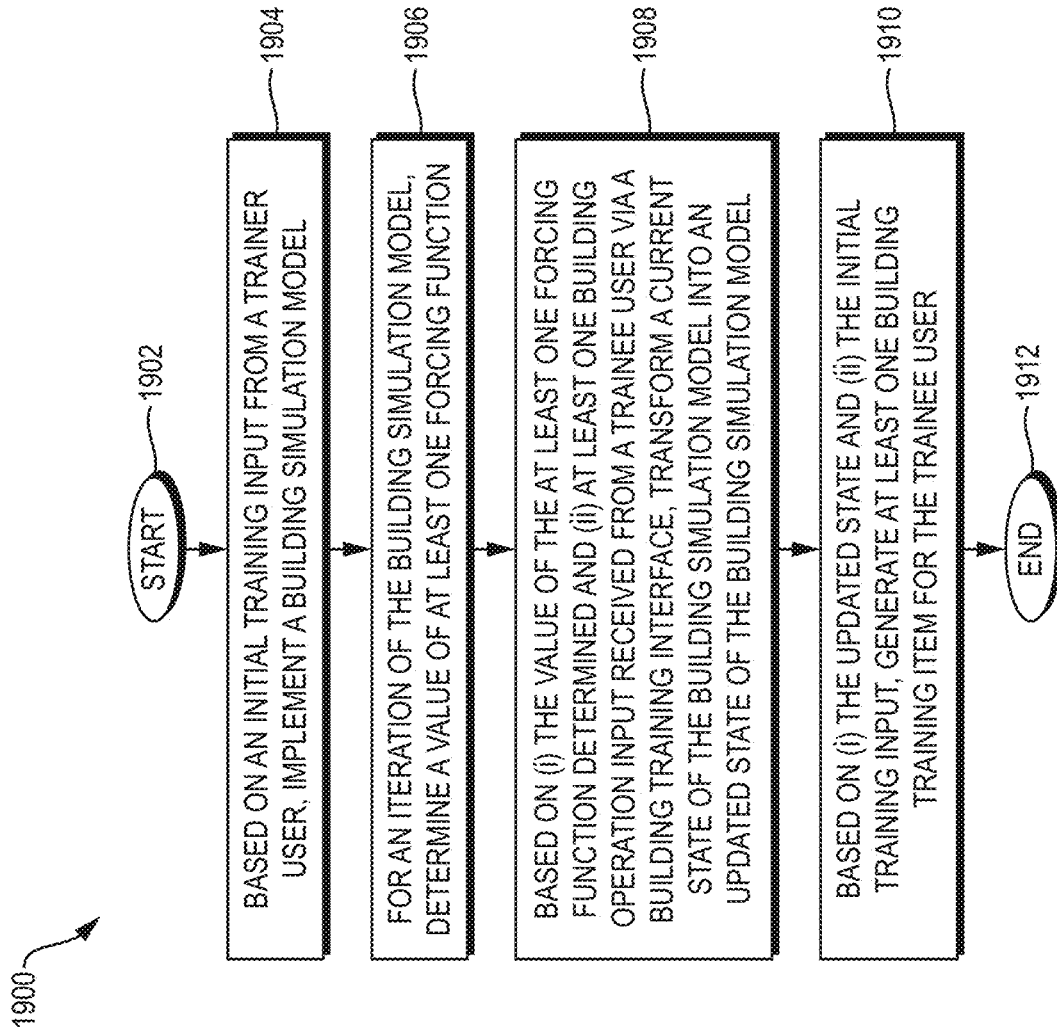 1900
START
1902
BASED ON AN INITIAL TRAINING INPUT FROM A TRAINER
USER, IMPLEMENT A BUILDING SIMULATION MODEL
1904
FOR AN ITERATION OF THE BUILDING SIMULATION MODEL,
DETERMINE A VALUE OF AT LEAST ONE FORCING FUNCTION
1906
BASED ON (i) THE VALUE OF THE AT LEAST ONE FORCING
FUNCTION DETERMINED AND (ii) AT LEAST ONE BUILDING
OPERATION INPUT RECEIVED FROM A TRAINEE USER VIA A
BUILDING TRAINING INTERFACE, TRANSFORM A CURRENT
STATE OF THE BUILDING SIMULATION MODEL INTO AN
UPDATED STATE OF THE BUILDING SIMULATION MODEL
1908
BASED ON (i) THE UPDATED STATE AND (ii) THE INITIAL
TRAINING INPUT, GENERATE AT LEAST ONE BUILDING
TRAINING ITEM FOR THE TRAINEE USER
1910
END
1912